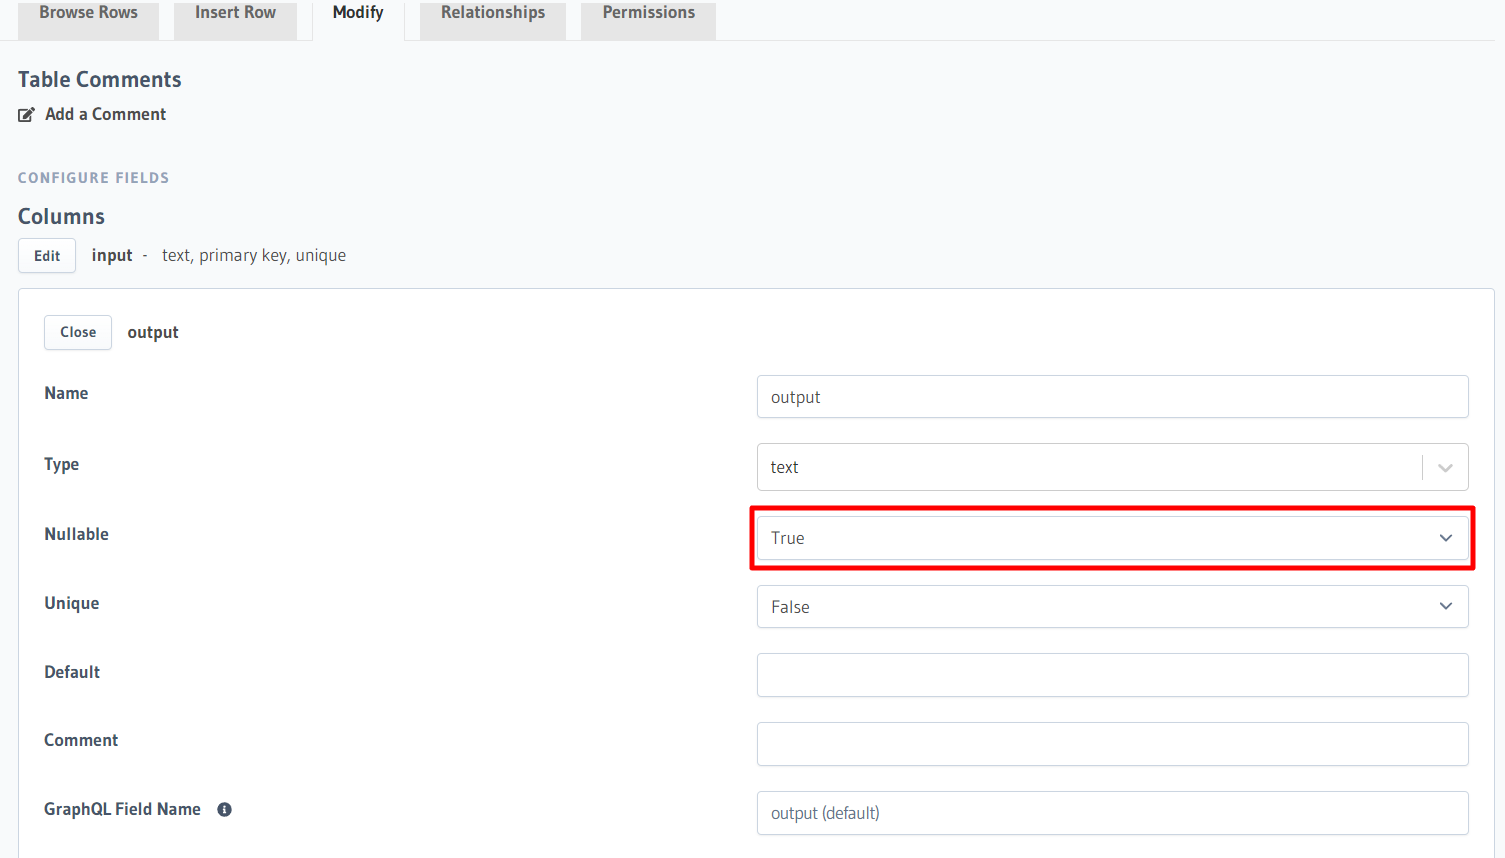 Browse Rows Insert Row Modify Relationships Permissions
Table Comments
Add a Comment
CONFIGURE FIELDS
Columns
Edit input - text, primary key, unique
Close output
Name output
Type text
Nullable True
Unique False
Default
Comment
GraphQL Field Name output (default)